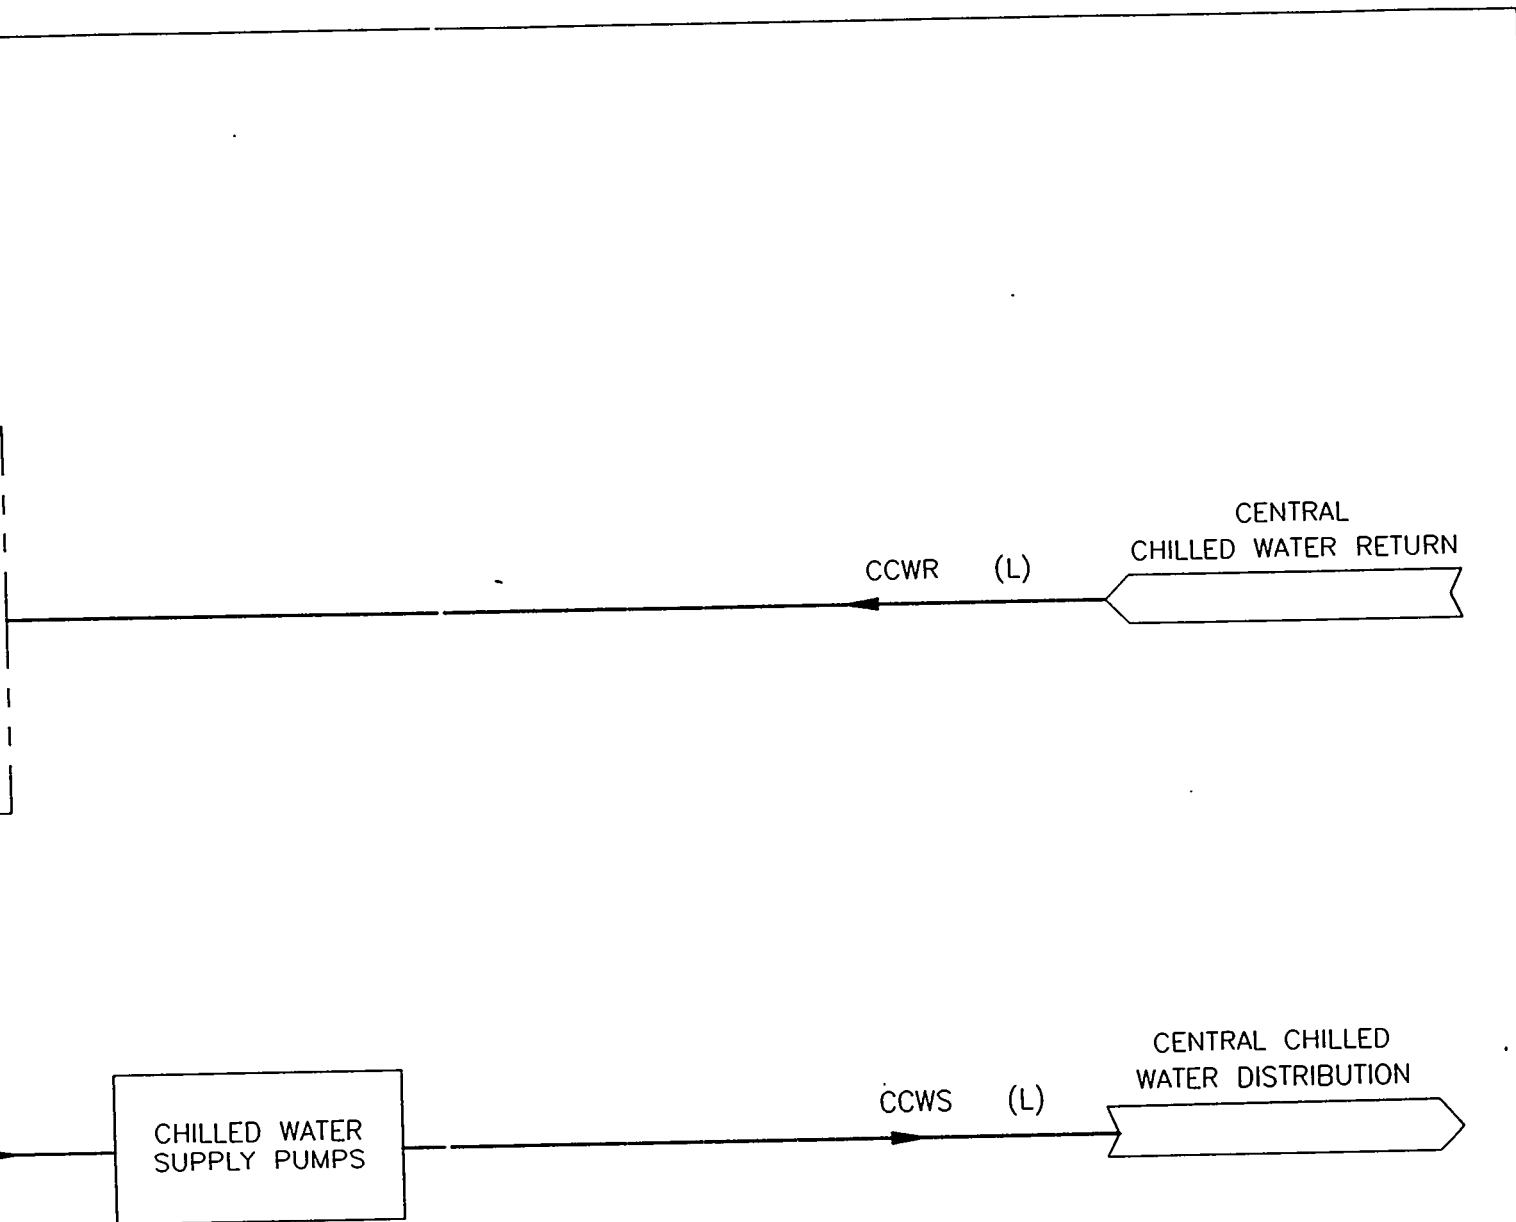 CENTRAL
CHILLED WATER RETURN
CCWR (L)
CENTRAL CHILLED
WATER DISTRIBUTION
CCWS (L)
CHILLED WATER
SUPPLY PUMPS